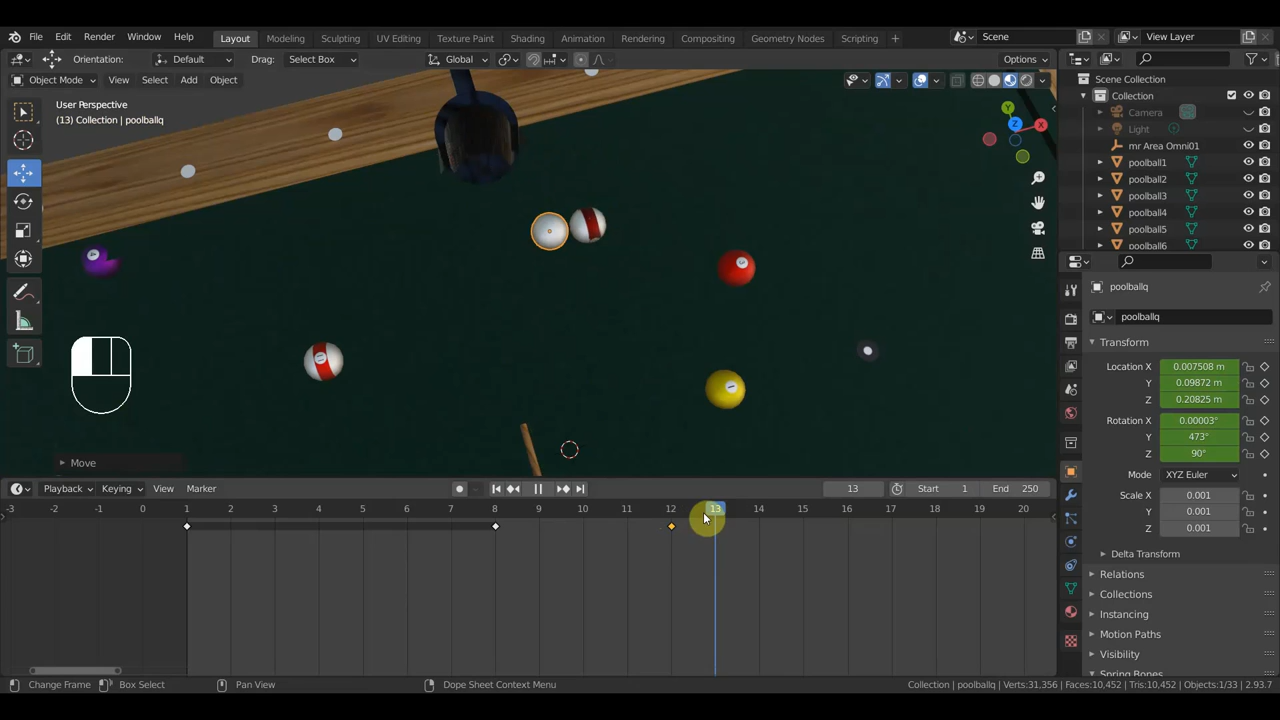 File Edit Render Window Help Layout Modeling Sculpting UV Editing Texture Paint Shading Animation Rendering Compositing Geometry Nodes Scripting + Scene View Layer
Orientation: Default Drag: Select Box Global Options
Object Mode View Select Add Object
User Perspective
(13) Collection | poolballq
Z Y X
Scene Collection
Collection
Camera
Light
mr Area Omni01
poolball1
poolball2
poolball3
poolball4
poolball5
poolball6
poolballq
poolballq
Transform
Location X 0.007508 m
Y 0.09872 m
Z 0.20825 m
Rotation X 0.00003°
Y 473°
Z 90°
Mode XYZ Euler
Scale X 0.001
Y 0.001
Z 0.001
Delta Transform
Relations
Collections
Instancing
Motion Paths
Visibility
Spring Bones
Move
Playback Keying View Marker 13 Start 1 End 250
-3 -2 -1 0 1 2 3 4 5 6 7 8 9 10 11 12 13 14 15 16 17 18 19 20
Change Frame Box Select Pan View Dope Sheet Context Menu Collection | poolballq | Verts:31,356 | Faces:10,452 | Tris:10,452 | Objects:1/33 | 2.93.7